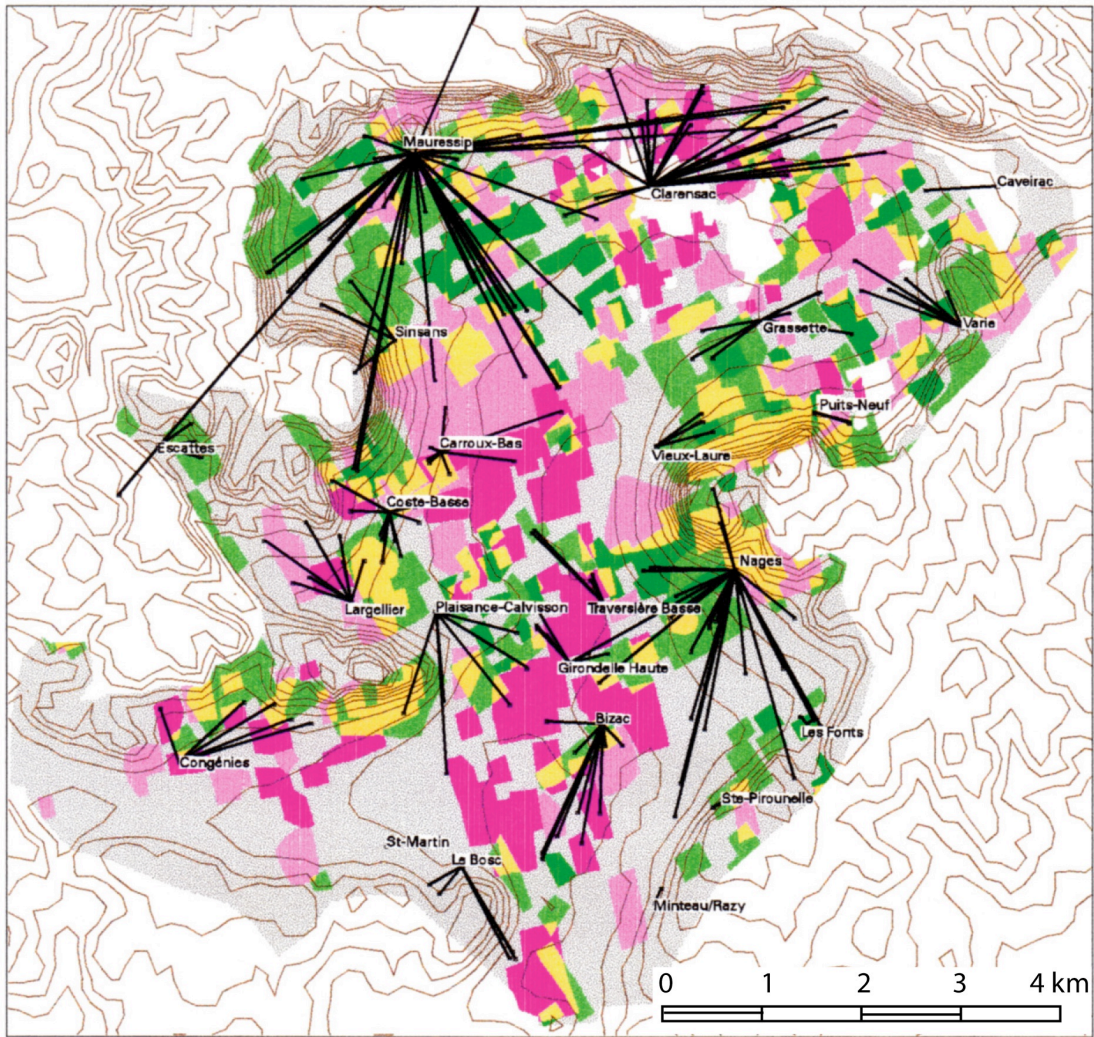 Mauressip
Clarensac
Caveirac
Sinsans
Grassette
Varie
Puits-Neuf
Escattes
Carroux-Bas
Vieux-Laure
Coste-Basse
Nages
Largellier
Plaisance-Calvisson
Traversière Basse
Girondelle Haute
Bizac
Les Fonts
Congénies
Ste-Pirounelle
St-Martin
La Bosc
Minteau/Razy
0 1 2 3 4 km